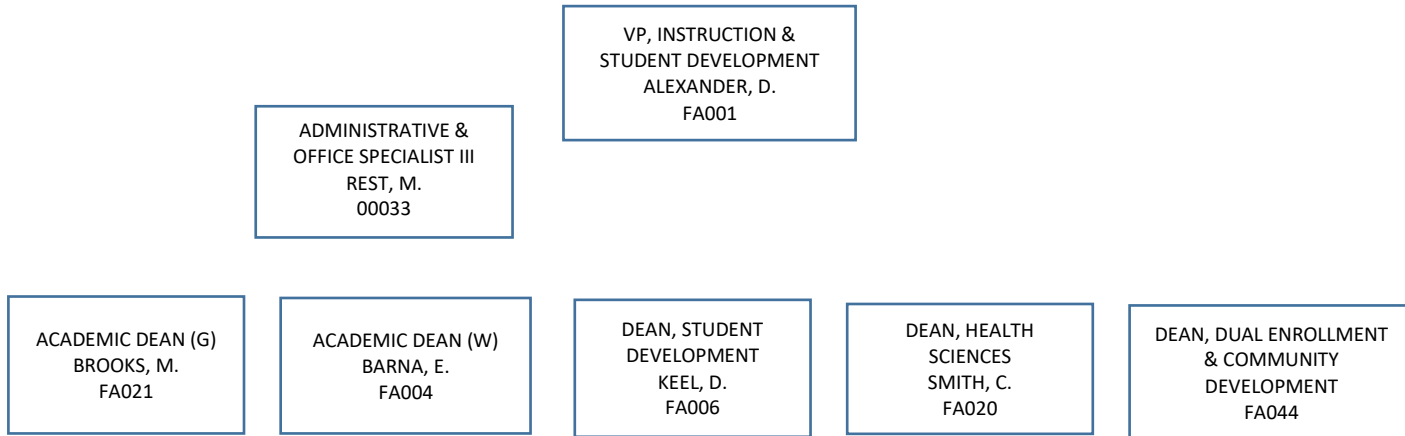 VP, INSTRUCTION &
STUDENT DEVELOPMENT
ALEXANDER, D.
FA001
ADMINISTRATIVE &
OFFICE SPECIALIST III
REST, M.
00033
ACADEMIC DEAN (G)
BROOKS, M.
FA021
ACADEMIC DEAN (W)
BARNA, E.
FA004
DEAN, STUDENT
DEVELOPMENT
KEEL, D.
FA006
DEAN, HEALTH
SCIENCES
SMITH, C.
FA020
DEAN, DUAL ENROLLMENT
& COMMUNITY
DEVELOPMENT
FA044